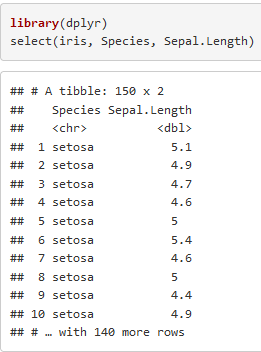 library(dplyr)
select(iris, Species, Sepal.Length)
## # A tibble: 150 x 2
##    Species Sepal.Length
##    <chr>          <dbl>
##  1 setosa           5.1
##  2 setosa           4.9
##  3 setosa           4.7
##  4 setosa           4.6
##  5 setosa           5
##  6 setosa           5.4
##  7 setosa           4.6
##  8 setosa           5
##  9 setosa           4.4
## 10 setosa           4.9
## # … with 140 more rows